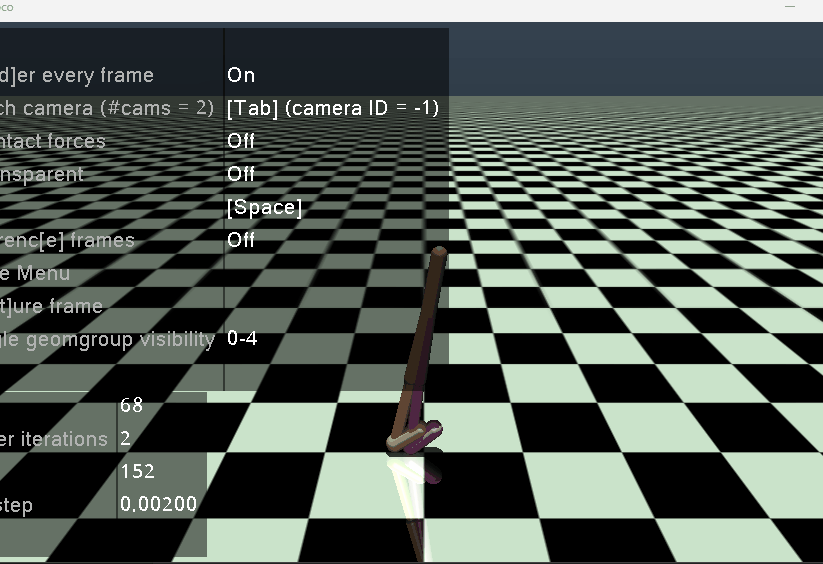 oco
d]er every frame On
ch camera (#cams = 2) [Tab] (camera ID = -1)
ntact forces Off
nsparent Off
[Space]
renc[e] frames Off
e Menu
t]ure frame
gle geomgroup visibility 0-4
68
er iterations 2
152
step 0.00200